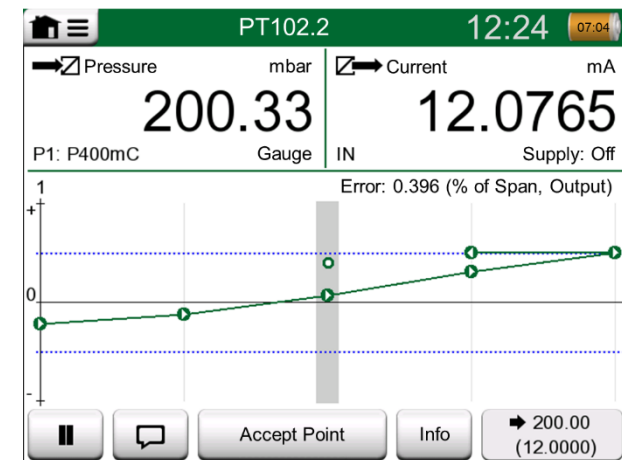 PT102.2
12:24
07:04
Pressure
mbar
200.33
P1: P400mC
Gauge
Current
mA
12.0765
IN
Supply: Off
Error: 0.396 (% of Span, Output)
1
+
0
-
Accept Point
Info
200.00
(12.0000)